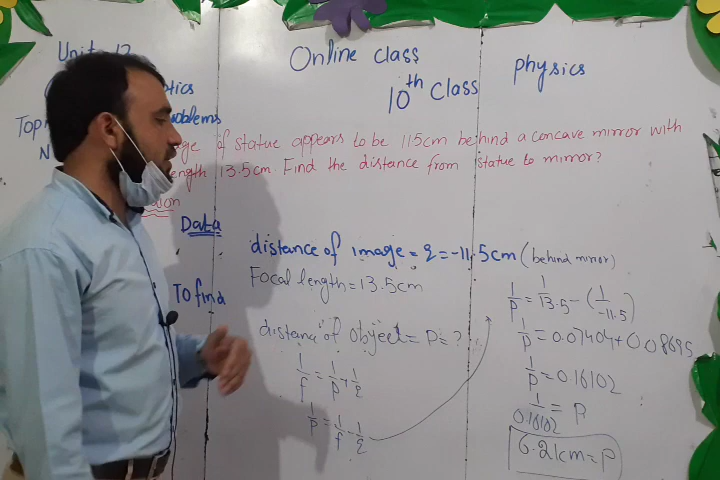 Online class
10th Class
physics
Unit
tics
Top oblems
N ge of statue appears to be 115cm behind a concave mirror with
ength 13.5cm. Find the distance from statue to mirror?
Data
distance of image = q = -11.5cm (behind mirror)
Focal length = 13.5cm
To find
distance of object = P = ?
1/f = 1/p + 1/q
1/p = 1/f - 1/q
1/p = 1/13.5 - (1/-11.5)
1/p = 0.07404 + 0.08695
1/p = 0.16102
1/0.16102 = P
6.21cm = P